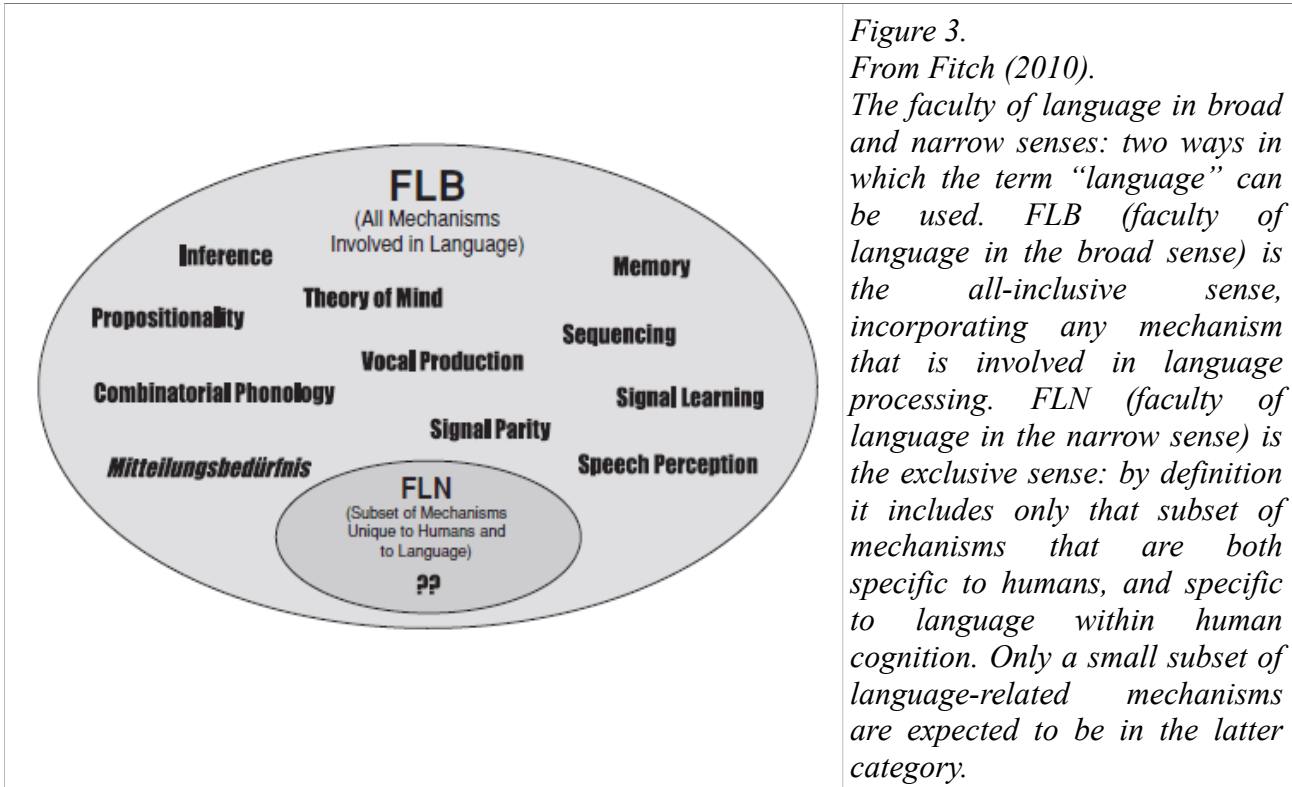 FLB
(All Mechanisms
Involved in Language)
Inference
Memory
Theory of Mind
Propositionality
Sequencing
Vocal Production
Combinatorial Phonology
Signal Learning
Signal Parity
Mitteilungsbedürfnis
Speech Perception
FLN
(Subset of Mechanisms
Unique to Humans and
to Language)
??
Figure 3.
From Fitch (2010).
The faculty of language in broad
and narrow senses: two ways in
which the term “language” can
be used. FLB (faculty of
language in the broad sense) is
the all-inclusive sense,
incorporating any mechanism
that is involved in language
processing. FLN (faculty of
language in the narrow sense) is
the exclusive sense: by definition
it includes only that subset of
mechanisms that are both
specific to humans, and specific
to language within human
cognition. Only a small subset of
language-related mechanisms
are expected to be in the latter
category.